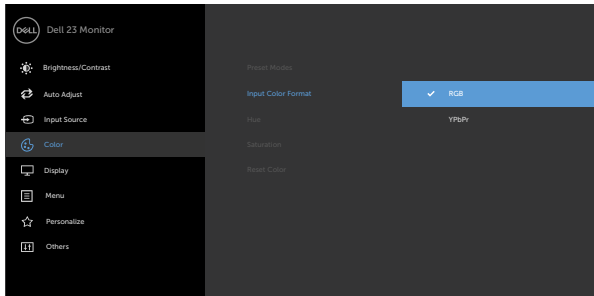 DELL
Dell 23 Monitor
Brightness/Contrast
Auto Adjust
Input Source
Color
Display
Menu
Personalize
Others
Preset Modes
Input Color Format
Hue
Saturation
Reset Color
RGB
YPbPr